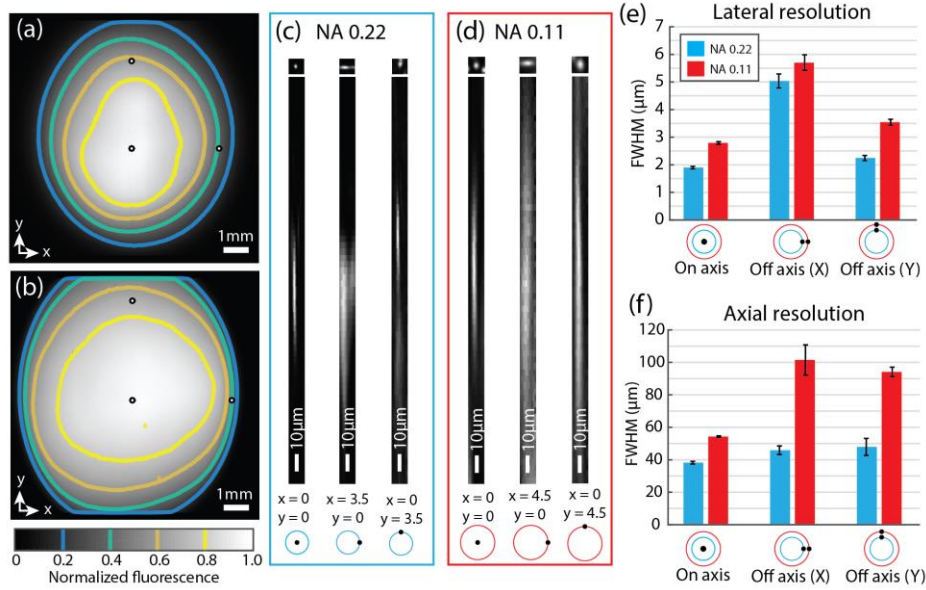 (a)
y
x
1mm
(b)
y
x
1mm
0 0.2 0.4 0.6 0.8 1.0
Normalized fluorescence
(c) NA 0.22
10μm 10μm 10μm
x = 0 x = 3.5 x = 0
y = 0 y = 0 y = 3.5
(d) NA 0.11
10μm 10μm 10μm
x = 0 x = 4.5 x = 0
y = 0 y = 0 y = 4.5
(e) Lateral resolution
FWHM (μm)
7
6
5
4
3
2
1
0
NA 0.22
NA 0.11
On axis Off axis (X) Off axis (Y)
(f) Axial resolution
FWHM (μm)
120
100
80
60
40
20
0
On axis Off axis (X) Off axis (Y)